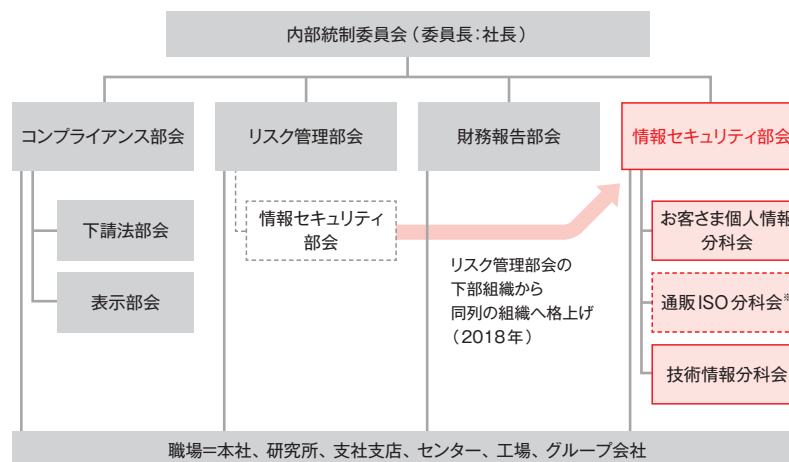 内部統制委員会（委員長：社長）
コンプライアンス部会
リスク管理部会
財務報告部会
情報セキュリティ部会
下請法部会
表示部会
情報セキュリティ
部会
リスク管理部会の
下部組織から
同列の組織へ格上げ
（2018年）
お客さま個人情報
分科会
通販ISO分科会※
技術情報分科会
職場＝本社、研究所、支社支店、センター、工場、グループ会社